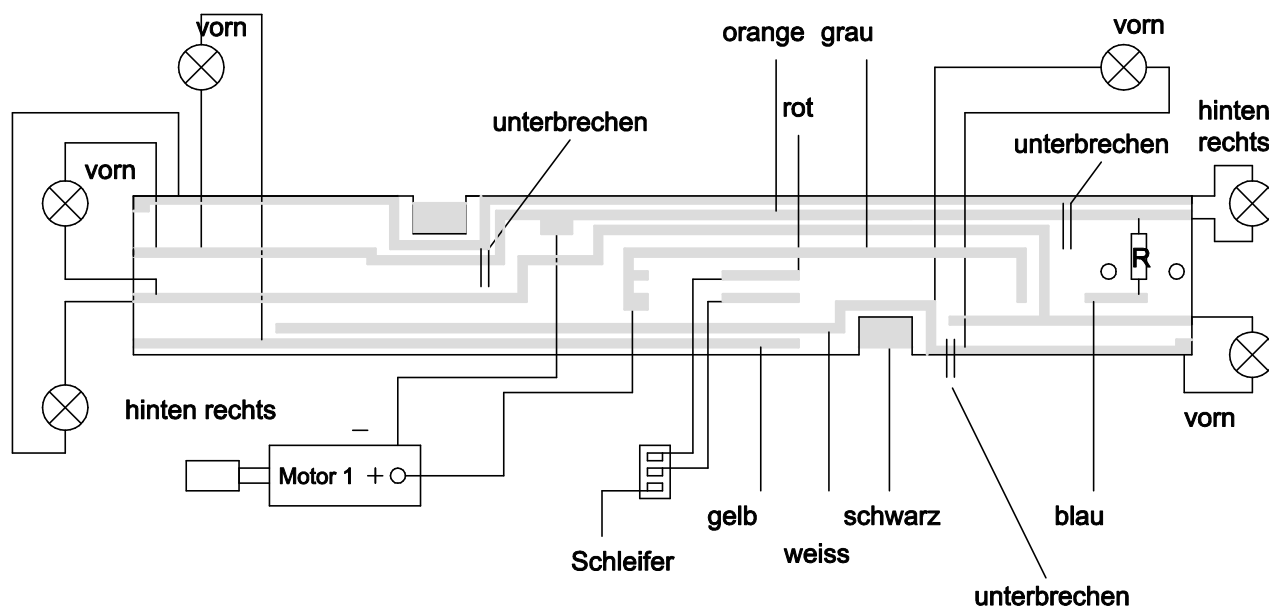 vorn
orange grau
vorn
rot
hinten
rechts
unterbrechen
unterbrechen
vorn
R
hinten rechts
vorn
−
Motor 1 +
gelb
schwarz
blau
Schleifer
weiss
unterbrechen